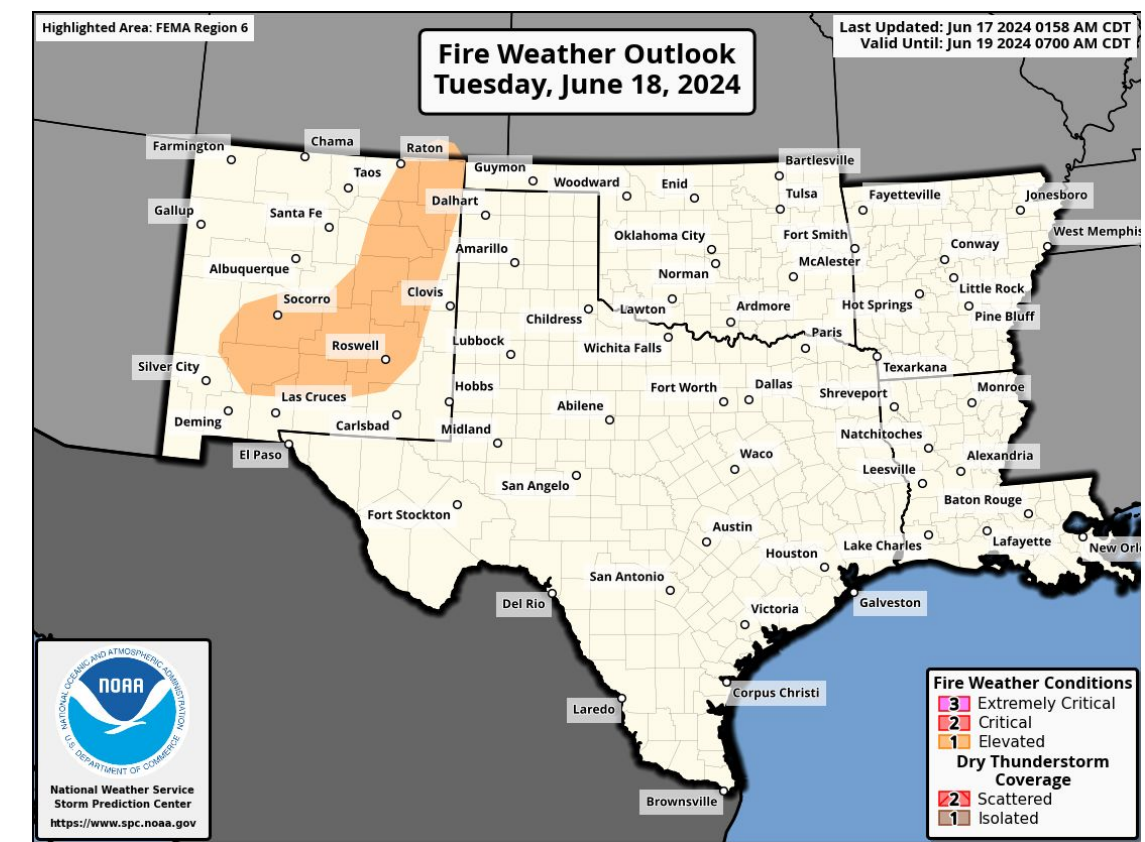 Highlighted Area: FEMA Region 6
Last Updated: Jun 17 2024 0158 AM CDT
Valid Until: Jun 19 2024 0700 AM CDT
Fire Weather Outlook
Tuesday, June 18, 2024
Farmington
Chama
Raton
Taos
Guymon
Woodward
Enid
Bartlesville
Tulsa
Fayetteville
Jonesboro
Gallup
Santa Fe
Dalhart
Oklahoma City
Fort Smith
West Memphis
Albuquerque
Amarillo
Norman
McAlester
Conway
Socorro
Clovis
Childress
Lawton
Ardmore
Hot Springs
Little Rock
Pine Bluff
Roswell
Lubbock
Wichita Falls
Paris
Silver City
Texarkana
Las Cruces
Hobbs
Fort Worth
Dallas
Shreveport
Monroe
Deming
Carlsbad
Midland
Abilene
Natchitoches
El Paso
Waco
Leesville
Alexandria
San Angelo
Fort Stockton
Baton Rouge
Austin
Houston
Lake Charles
Lafayette
New Orl
Del Rio
San Antonio
Galveston
Victoria
Corpus Christi
Laredo
Brownsville
NATIONAL OCEANIC AND ATMOSPHERIC ADMINISTRATION
NOAA
U.S. DEPARTMENT OF COMMERCE
National Weather Service
Storm Prediction Center
https://www.spc.noaa.gov
Fire Weather Conditions
3 Extremely Critical
2 Critical
1 Elevated
Dry Thunderstorm
Coverage
2 Scattered
1 Isolated